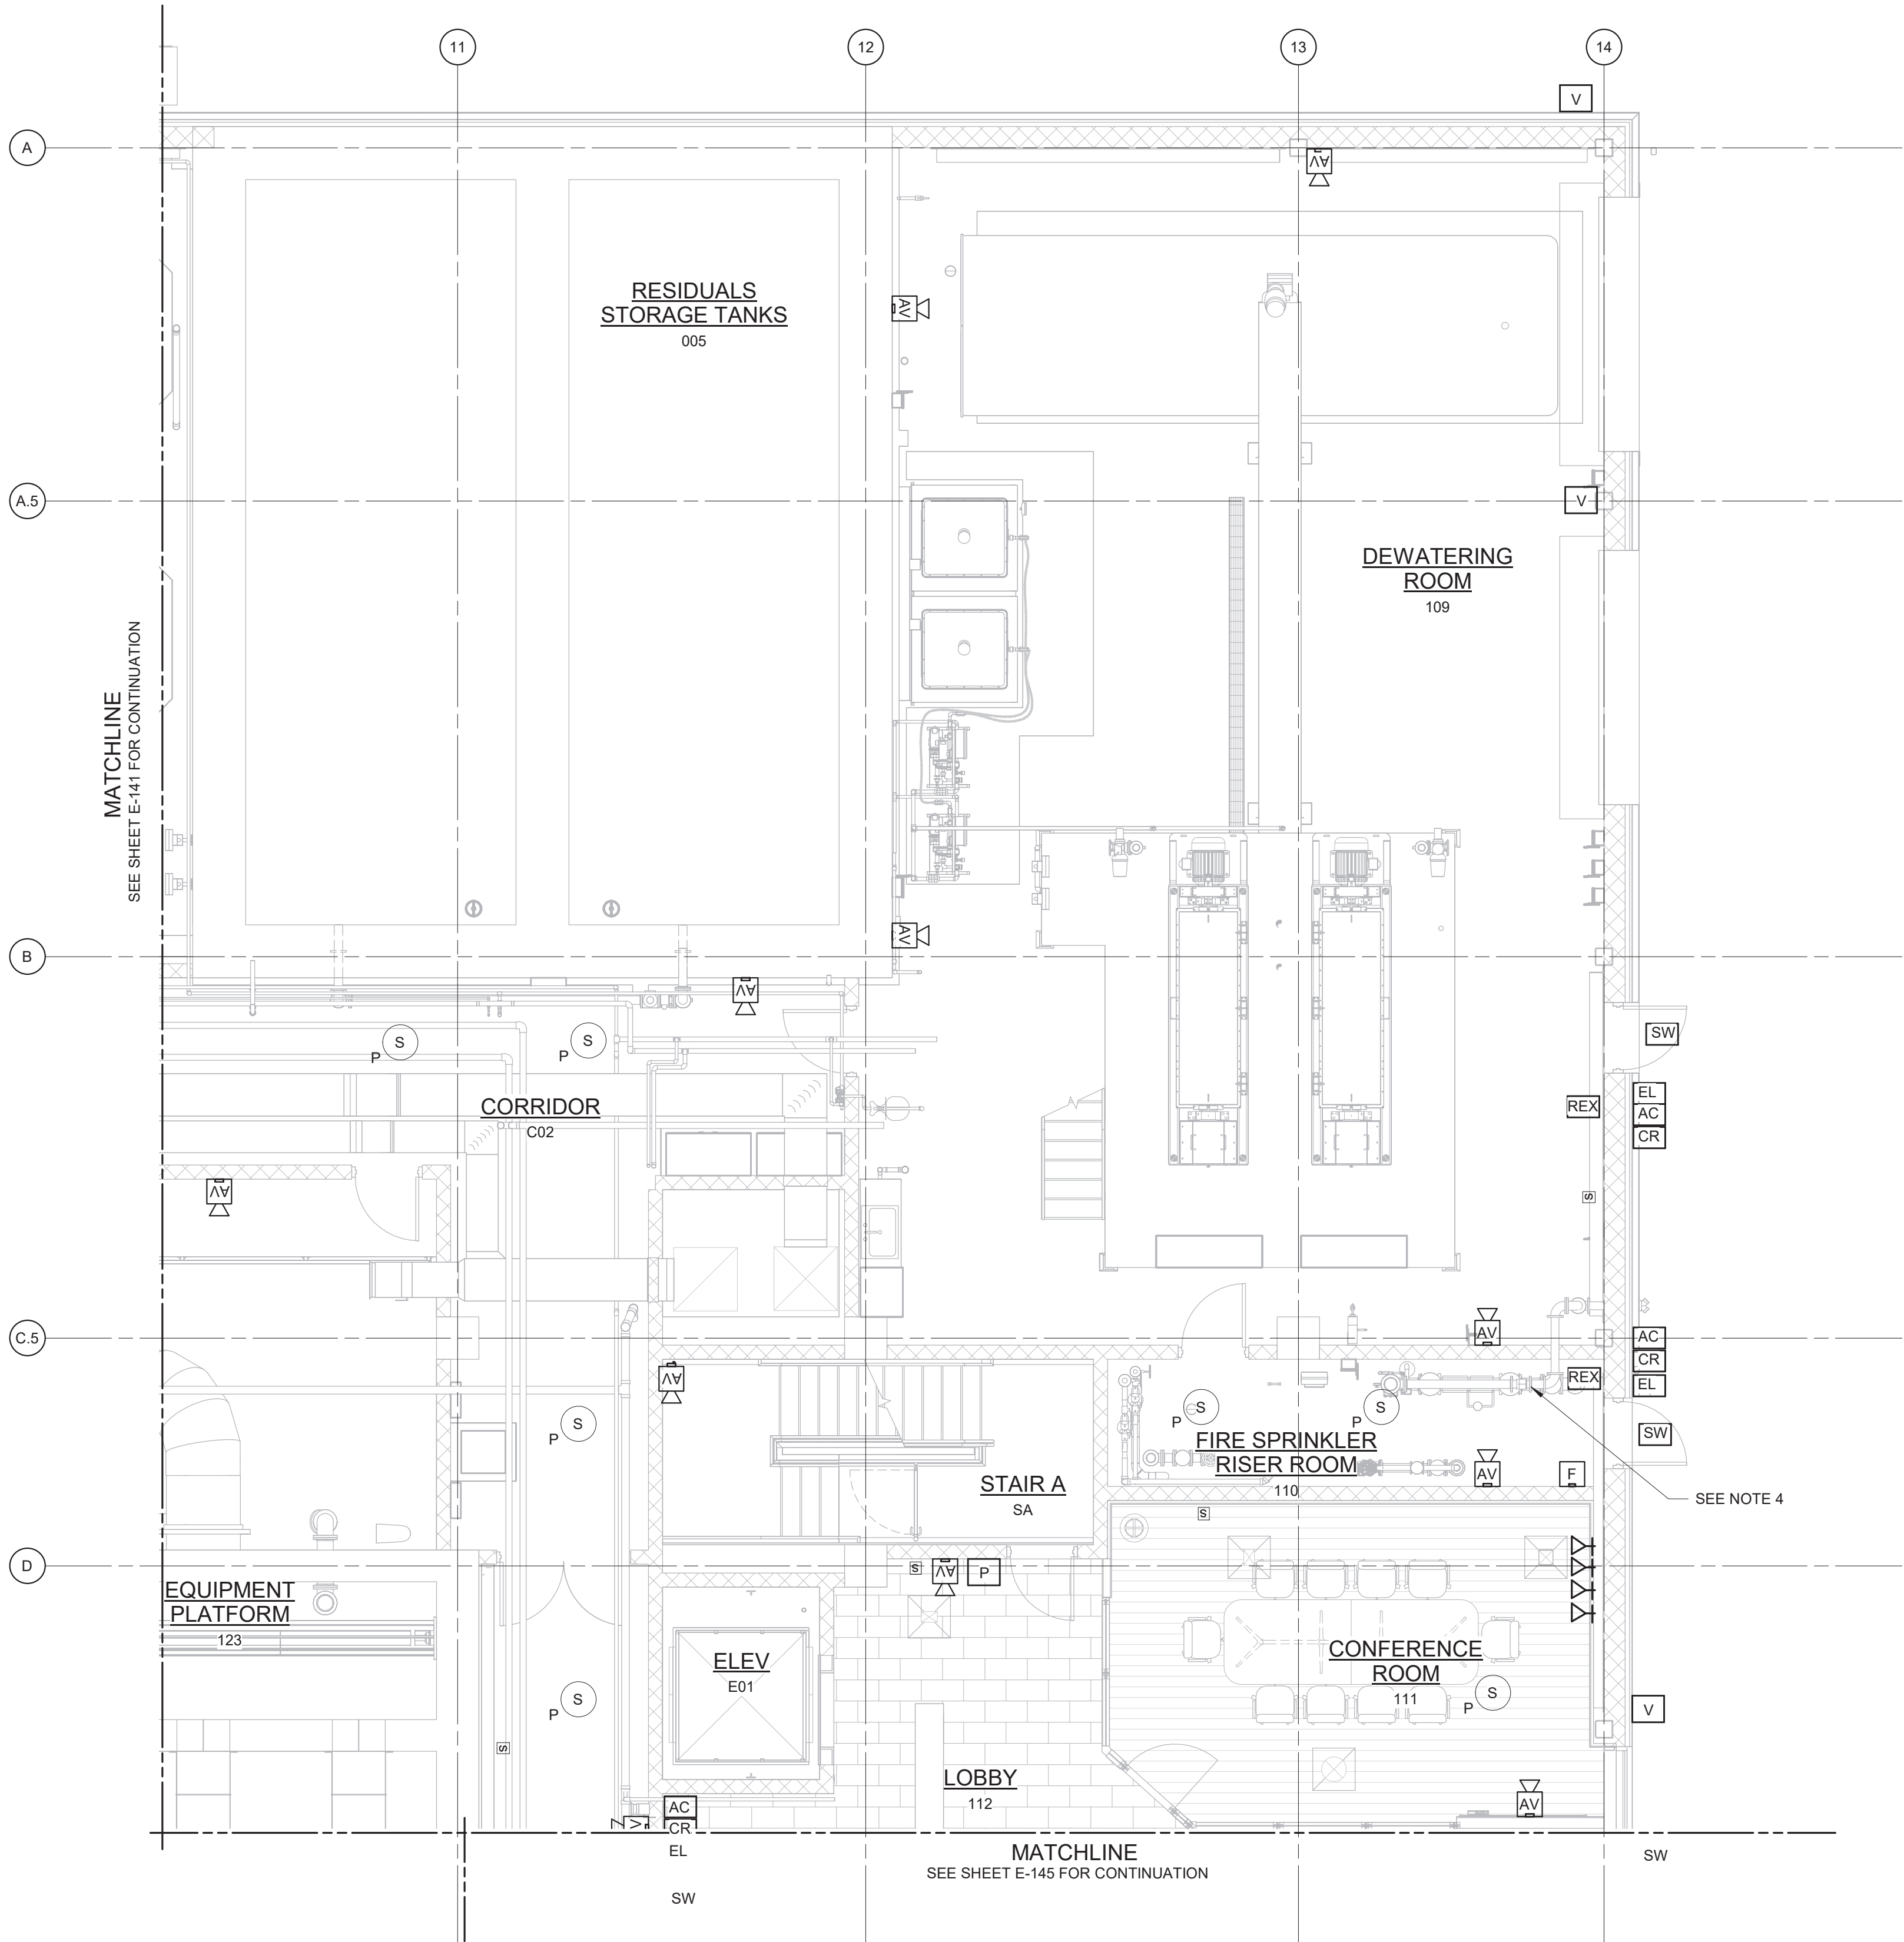 11
12
13
14
V
A
AV
RESIDUALS
STORAGE TANKS
005
AV
A.5
V
DEWATERING
ROOM
109
MATCHLINE
SEE SHEET E-141 FOR CONTINUATION
AV
B
AV
S
P
S
P
SW
CORRIDOR
C02
REX
EL
AC
CR
AV
S
C.5
AV
AC
CR
EL
AV
REX
S
P
S
P
S
P
SW
FIRE SPRINKLER
RISER ROOM
110
AV
F
STAIR A
SA
SEE NOTE 4
S
D
S
AV
P
EQUIPMENT
PLATFORM
123
CONFERENCE
ROOM
111
S
P
ELEV
E01
S
P
V
S
LOBBY
112
AV
AC
CR
EL
V
MATCHLINE
SEE SHEET E-145 FOR CONTINUATION
SW
SW